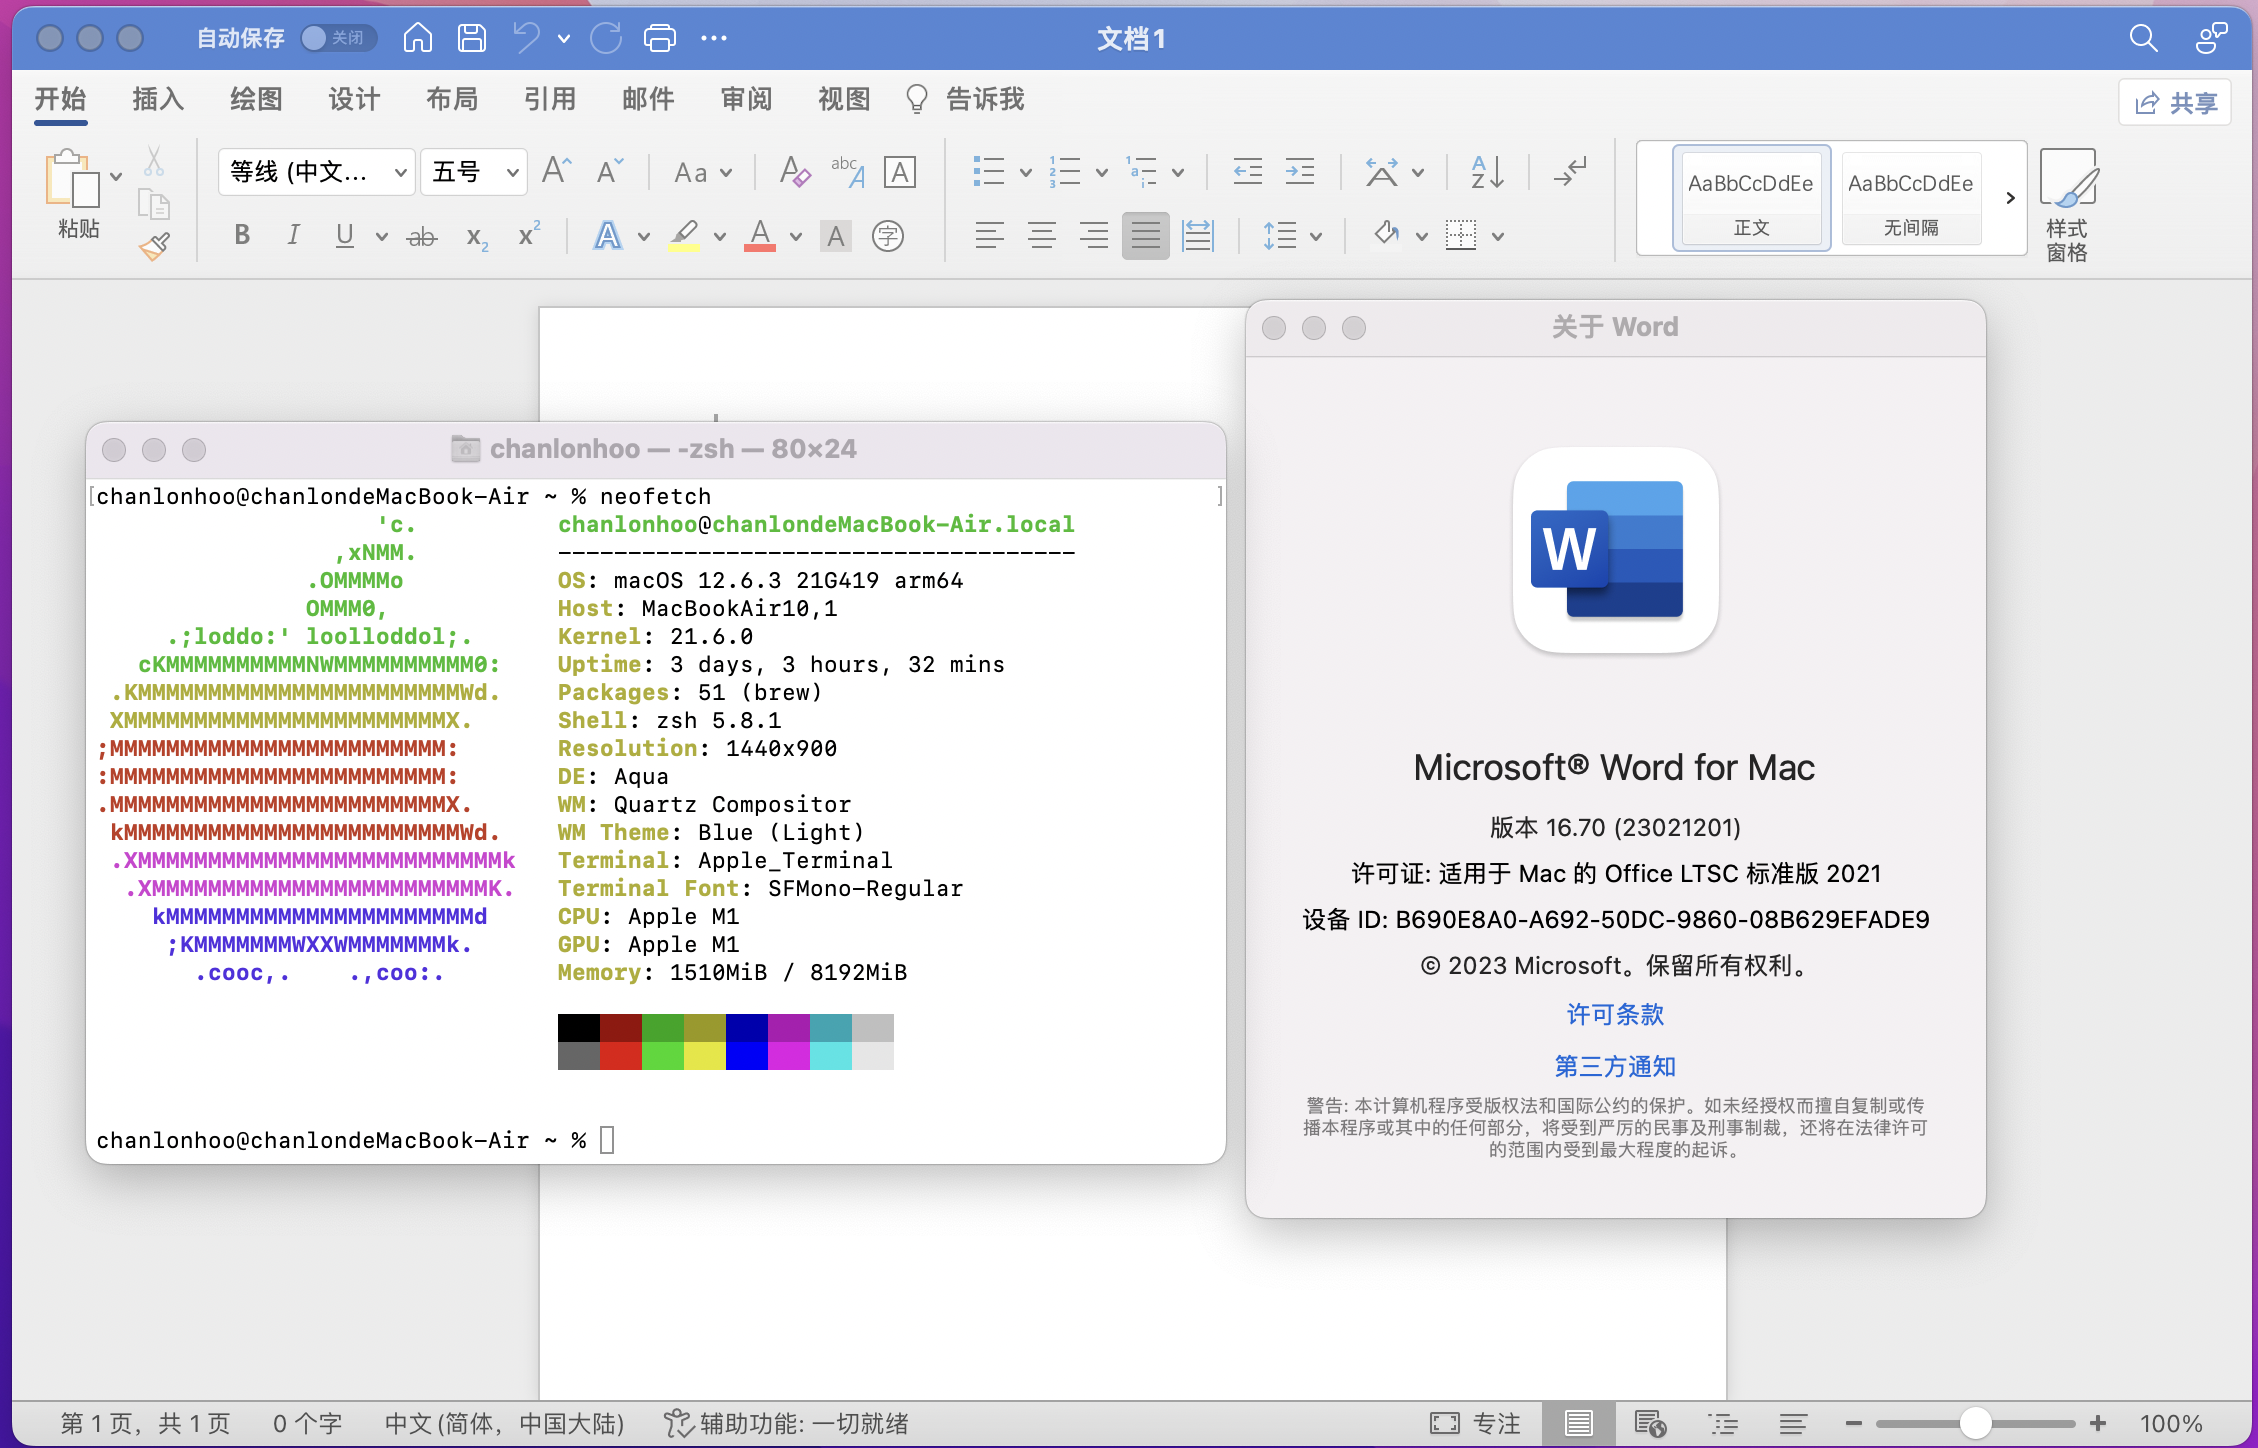 自动保存 关闭
文档1
开始 插入 绘图 设计 布局 引用 邮件 审阅 视图 告诉我
共享
粘贴
等线 (中文... 五号
AaBbCcDdEe
正文
AaBbCcDdEe
无间隔
样式
窗格
chanlonhoo — -zsh — 80×24
[chanlonhoo@chanlondeMacBook-Air ~ % neofetch ]
'c. chanlonhoo@chanlondeMacBook-Air.local
,xNMM. -------------------------------------
.OMMMMo OS: macOS 12.6.3 21G419 arm64
OMMM0, Host: MacBookAir10,1
.;loddo:' loolloddol;. Kernel: 21.6.0
cKMMMMMMMMMMNWMMMMMMMMMM0: Uptime: 3 days, 3 hours, 32 mins
.KMMMMMMMMMMMMMMMMMMMMMMMWd. Packages: 51 (brew)
XMMMMMMMMMMMMMMMMMMMMMMMX. Shell: zsh 5.8.1
;MMMMMMMMMMMMMMMMMMMMMMMM: Resolution: 1440x900
:MMMMMMMMMMMMMMMMMMMMMMMM: DE: Aqua
.MMMMMMMMMMMMMMMMMMMMMMMMX. WM: Quartz Compositor
kMMMMMMMMMMMMMMMMMMMMMMMMWd. WM Theme: Blue (Light)
.XMMMMMMMMMMMMMMMMMMMMMMMMMMk Terminal: Apple_Terminal
.XMMMMMMMMMMMMMMMMMMMMMMMMK. Terminal Font: SFMono-Regular
kMMMMMMMMMMMMMMMMMMMMMMd CPU: Apple M1
;KMMMMMMMWXXWMMMMMMMk. GPU: Apple M1
.cooc,. .,coo:. Memory: 1510MiB / 8192MiB
chanlonhoo@chanlondeMacBook-Air ~ %
关于 Word
Microsoft® Word for Mac
版本 16.70 (23021201)
许可证: 适用于 Mac 的 Office LTSC 标准版 2021
设备 ID: B690E8A0-A692-50DC-9860-08B629EFADE9
© 2023 Microsoft。保留所有权利。
许可条款
第三方通知
警告: 本计算机程序受版权法和国际公约的保护。如未经授权而擅自复制或传
播本程序或其中的任何部分，将受到严厉的民事及刑事制裁，还将在法律许可
的范围内受到最大程度的起诉。
第 1 页，共 1 页 0 个字 中文 (简体，中国大陆) 辅助功能: 一切就绪 专注 100%